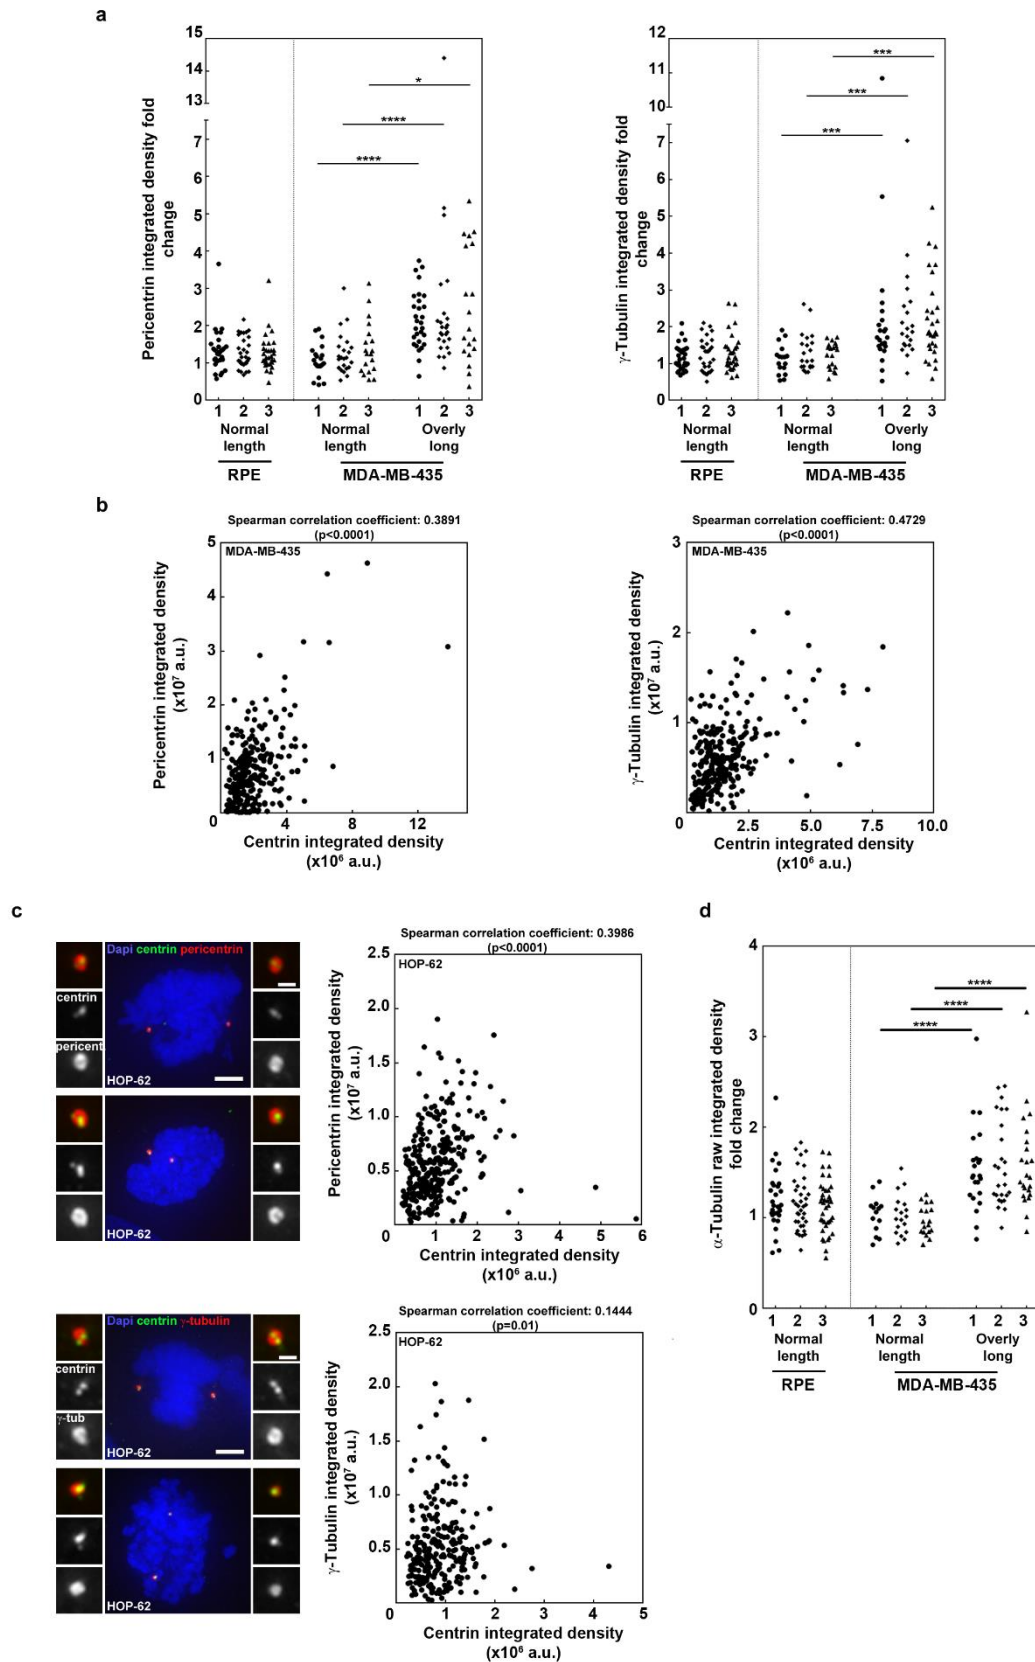 a
Pericentrin integrated density fold
change
15
14
13
7
6
5
4
3
2
1
0
****
****
*
1 2 3 1 2 3 1 2 3
Normal
length
Normal
length
Overly
long
RPE
MDA-MB-435
γ-Tubulin integrated density fold
change
12
11
10
7
6
5
4
3
2
1
0
***
***
***
1 2 3 1 2 3 1 2 3
Normal
length
Normal
length
Overly
long
RPE
MDA-MB-435
b
Spearman correlation coefficient: 0.3891
(p<0.0001)
MDA-MB-435
Pericentrin integrated density
(x10⁷ a.u.)
5
4
3
2
1
0
4 8 12
Centrin integrated density
(x10⁶ a.u.)
Spearman correlation coefficient: 0.4729
(p<0.0001)
MDA-MB-435
γ-Tubulin integrated density
(x10⁷ a.u.)
3
2
1
0
2.5 5.0 7.5 10.0
Centrin integrated density
(x10⁶ a.u.)
c
Dapi centrin pericentrin
centrin
pericent.
HOP-62
HOP-62
Spearman correlation coefficient: 0.3986
(p<0.0001)
HOP-62
Pericentrin integrated density
(x10⁷ a.u.)
2.5
2.0
1.5
1.0
0.5
0
1 2 3 4 5 6
Centrin integrated density
(x10⁶ a.u.)
Dapi centrin γ-tubulin
centrin
γ-tub
HOP-62
HOP-62
Spearman correlation coefficient: 0.1444
(p=0.01)
HOP-62
γ-Tubulin integrated density
(x10⁷ a.u.)
2.5
2.0
1.5
1.0
0.5
0
1 2 3 4 5
Centrin integrated density
(x10⁶ a.u.)
d
α-Tubulin raw integrated density
fold change
4
3
2
1
0
****
****
****
1 2 3 1 2 3 1 2 3
Normal
length
Normal
length
Overly
long
RPE
MDA-MB-435